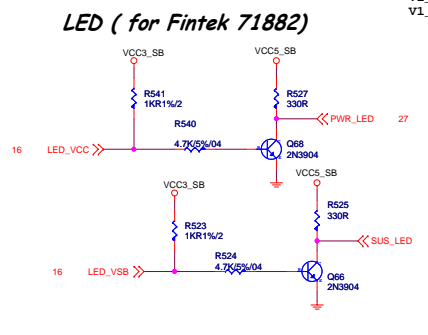 V1_
LED ( for Fintek 71882)
VCC3_SB
VCC5_SB
R541
1KR1%/2
R527
330R
R540
4.7K/5%/04
PWR_LED 27
16 LED_VCC
Q68
2N3904
VCC3_SB
VCC5_SB
R523
1KR1%/2
R525
330R
R524
4.7K/5%/04
SUS_LED
16 LED_VSB
Q66
2N3904